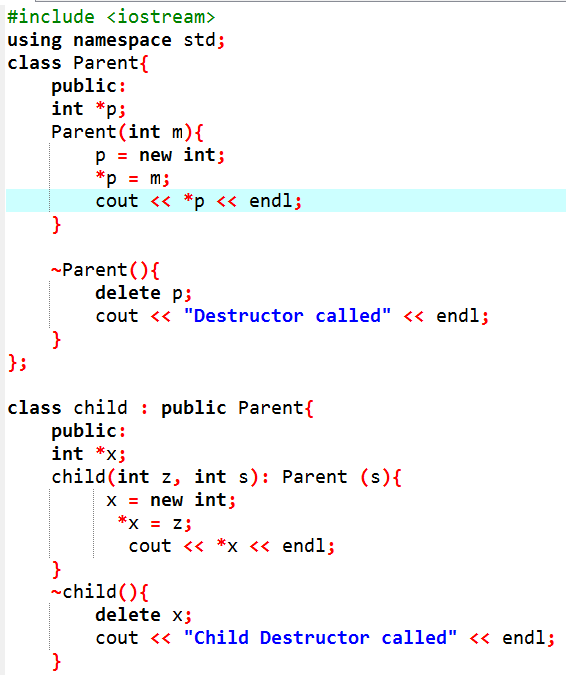 #include <iostream>
using namespace std;
class Parent{
    public:
    int *p;
    Parent(int m){
        p = new int;
        *p = m;
        cout << *p << endl;
    }

    ~Parent(){
        delete p;
        cout << "Destructor called" << endl;
    }
};

class child : public Parent{
    public:
    int *x;
    child(int z, int s): Parent (s){
         x = new int;
          *x = z;
           cout << *x << endl;
    }
    ~child(){
        delete x;
        cout << "Child Destructor called" << endl;
    }